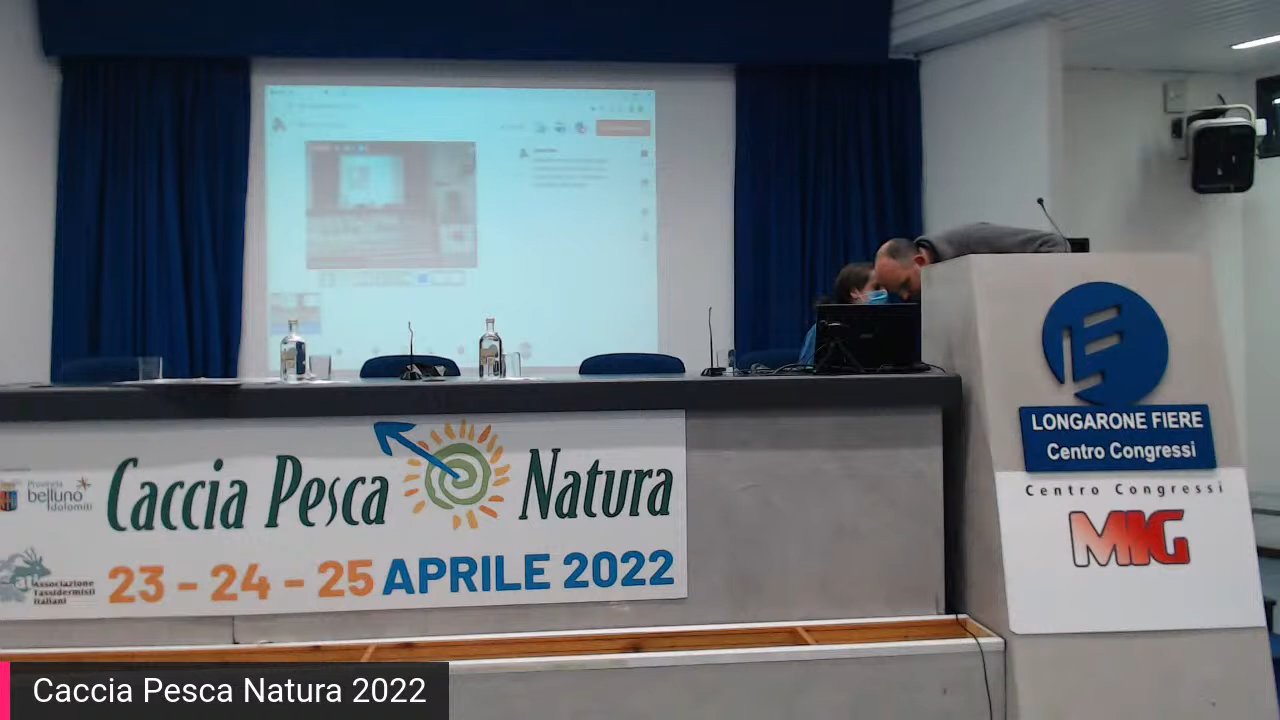 Caccia Pesca Natura
23 - 24 - 25 APRILE 2022
Provincia
belluno
dolomiti
Associazione
Tassidermisti
Italiani
LONGARONE FIERE
Centro Congressi
Centro Congressi
MIG
Caccia Pesca Natura 2022